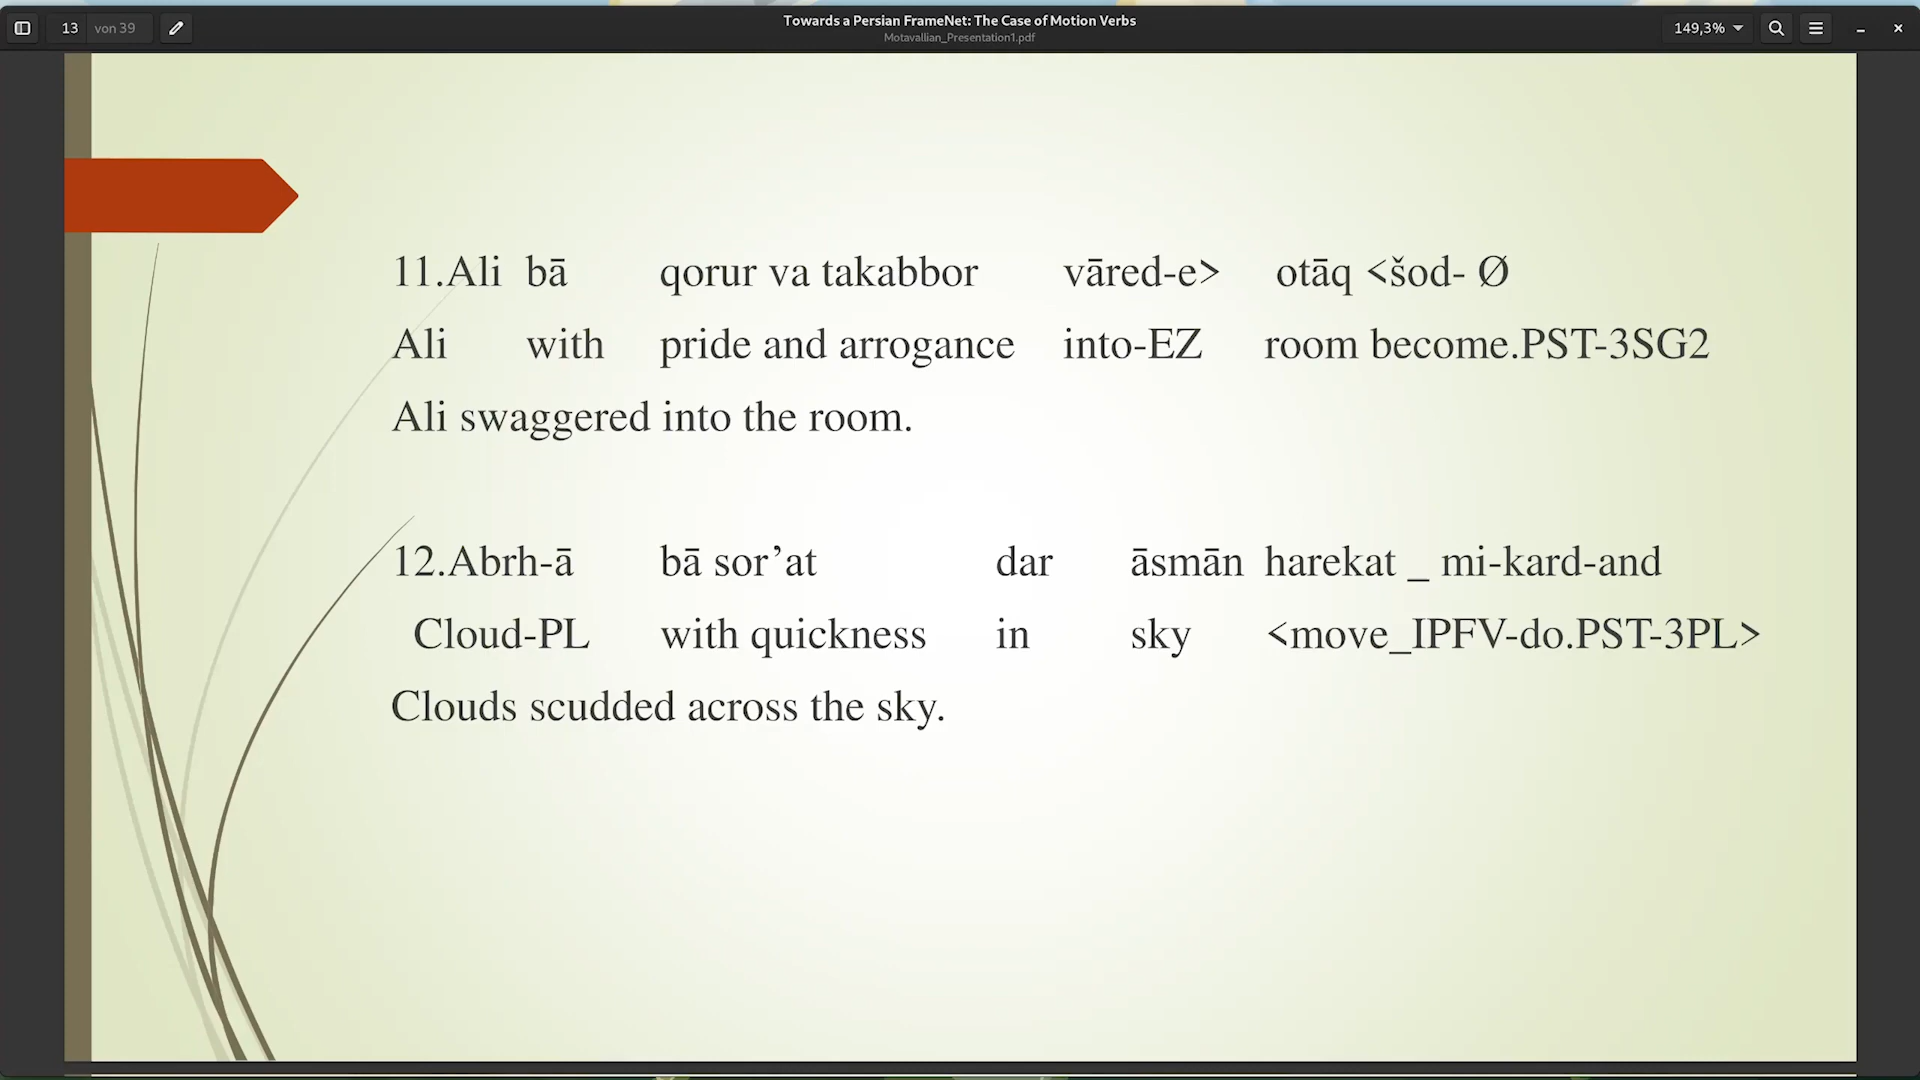 13 von 39 Towards a Persian FrameNet: The Case of Motion Verbs 149,3%
Motavallian_Presentation1.pdf
11.Ali bā qorur va takabbor vāred-e> otāq <šod- Ø
Ali with pride and arrogance into-EZ room become.PST-3SG2
Ali swaggered into the room.
12.Abrh-ā bā sor’at dar āsmān harekat _ mi-kard-and
Cloud-PL with quickness in sky <move_IPFV-do.PST-3PL>
Clouds scudded across the sky.